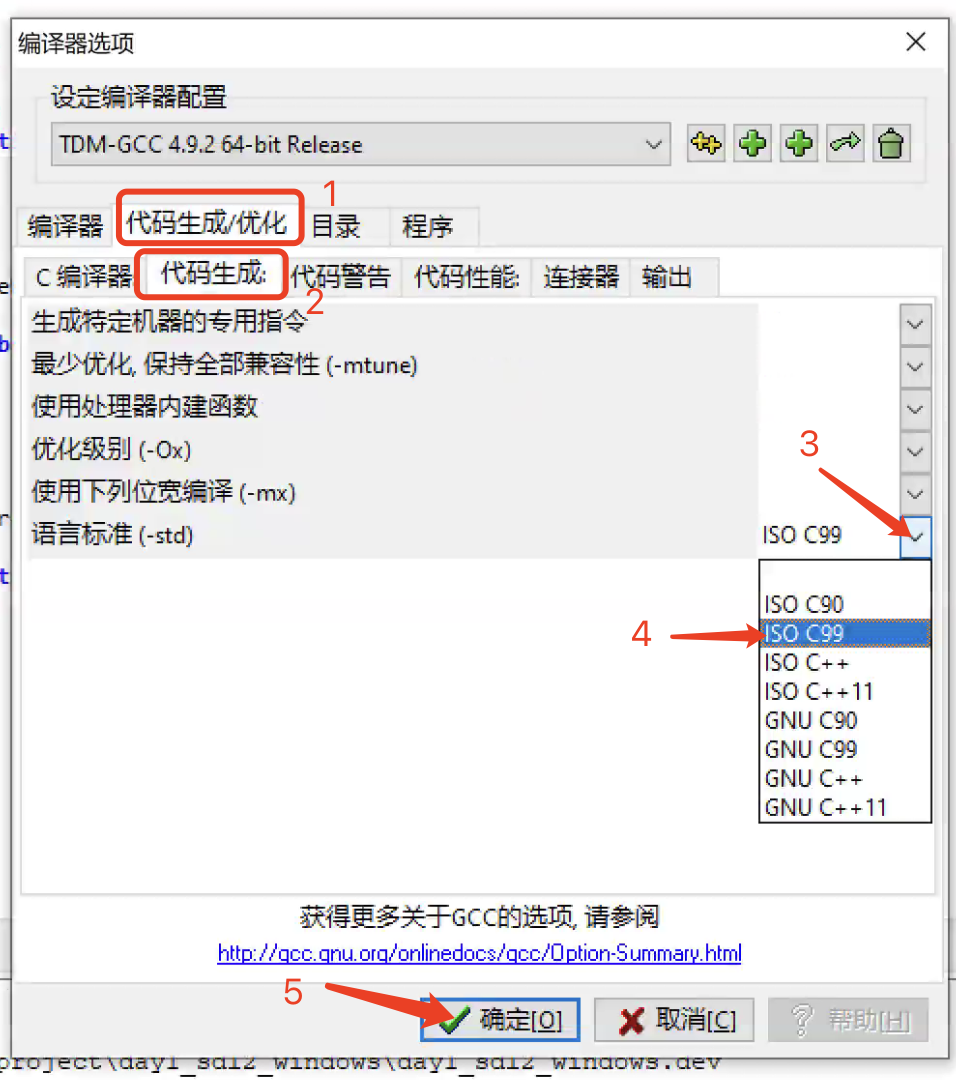 编译器选项
设定编译器配置
TDM-GCC 4.9.2 64-bit Release
1
编译器 代码生成/优化 目录 程序
C 编译器 代码生成: 代码警告 代码性能: 连接器 输出
2
生成特定机器的专用指令
最少优化, 保持全部兼容性 (-mtune)
使用处理器内建函数
优化级别 (-Ox)
3
使用下列位宽编译 (-mx)
语言标准 (-std) ISO C99
ISO C90
4 ISO C99
ISO C++
ISO C++11
GNU C90
GNU C99
GNU C++
GNU C++11
获得更多关于GCC的选项, 请参阅
http://gcc.gnu.org/onlinedocs/gcc/Option-Summary.html
5
确定[O] 取消[C] 帮助[H]
project\day1_sdl2_windows\day1_sdl2_windows.dev